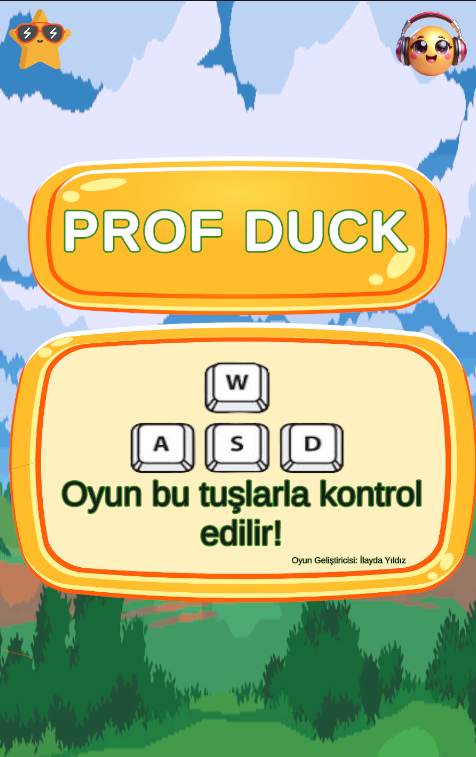 PROF DUCK
W
A S D
Oyun bu tuşlarla kontrol
edilir!
Oyun Geliştiricisi: İlayda Yıldız